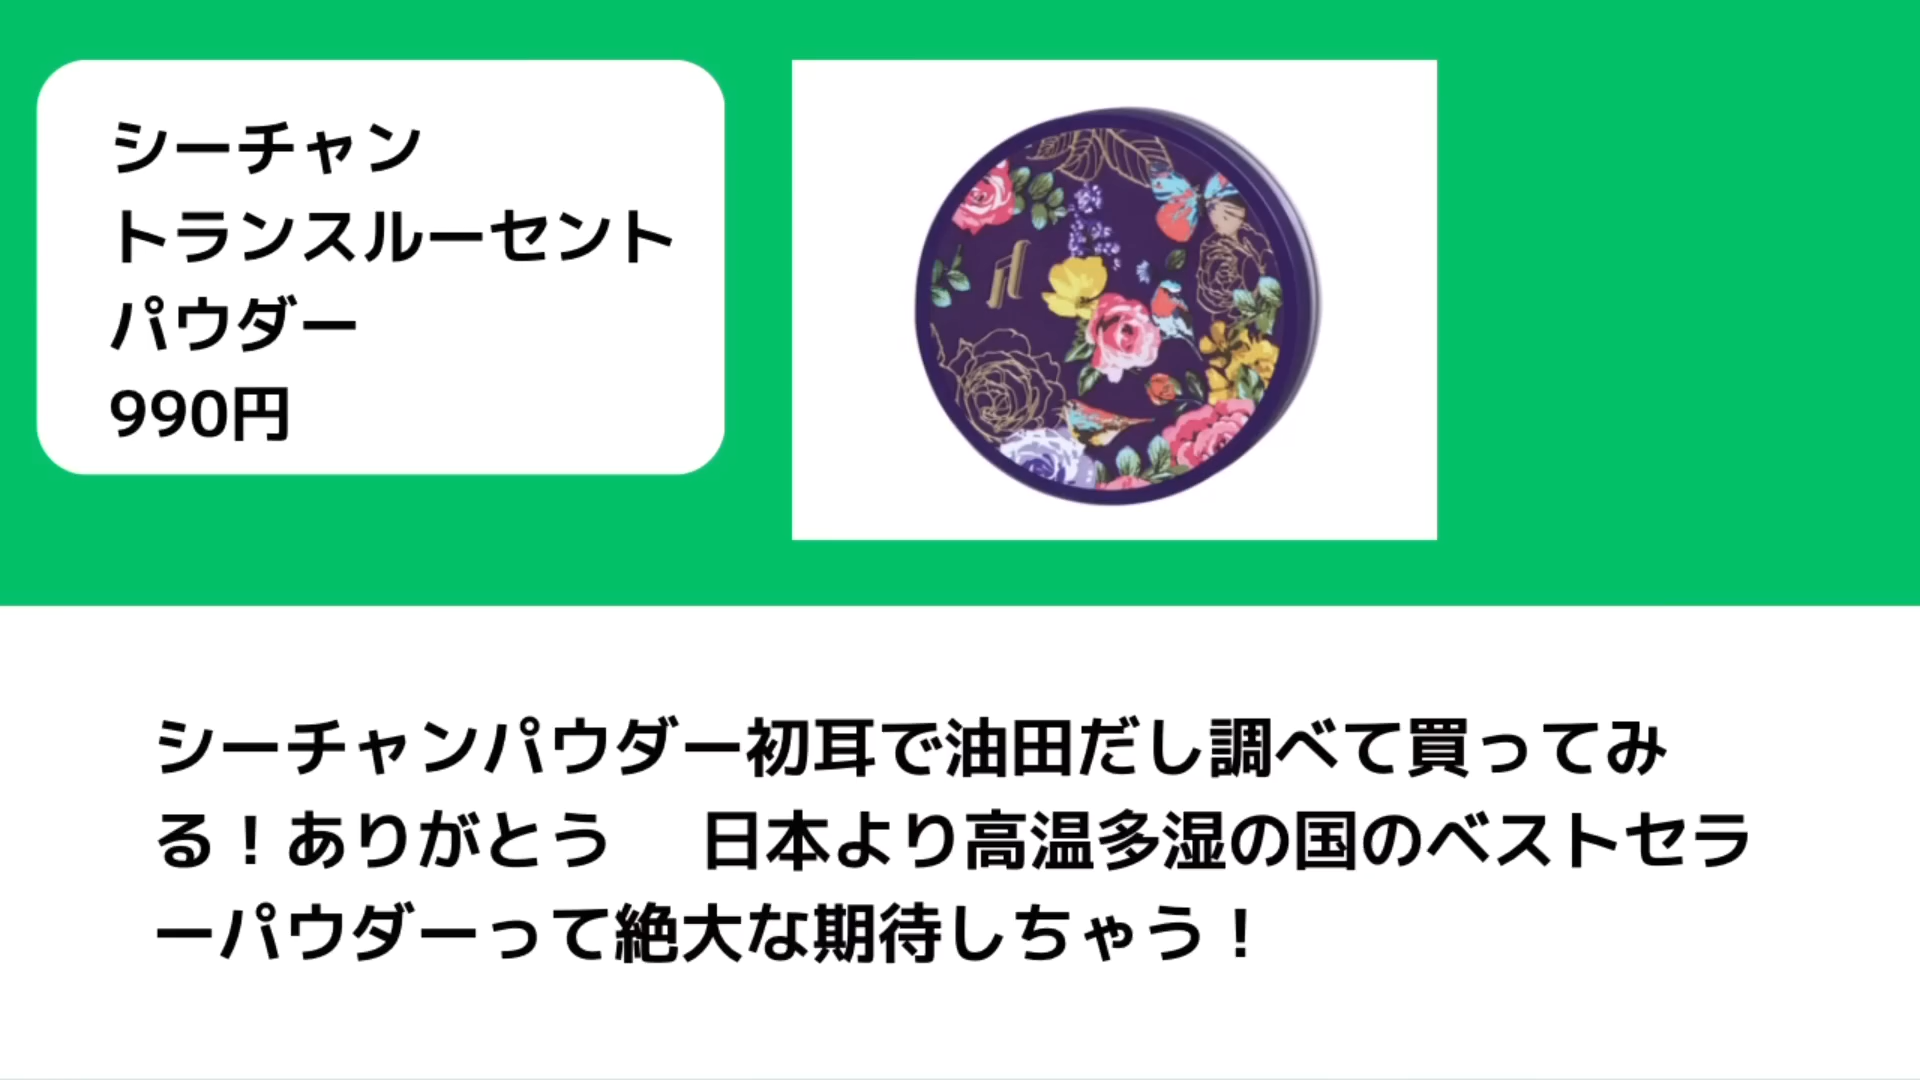 シーチャン
トランスルーセント
パウダー
990円
シーチャンパウダー初耳で油田だし調べて買ってみ
る！ありがとう　日本より高温多湿の国のベストセラ
ーパウダーって絶大な期待しちゃう！